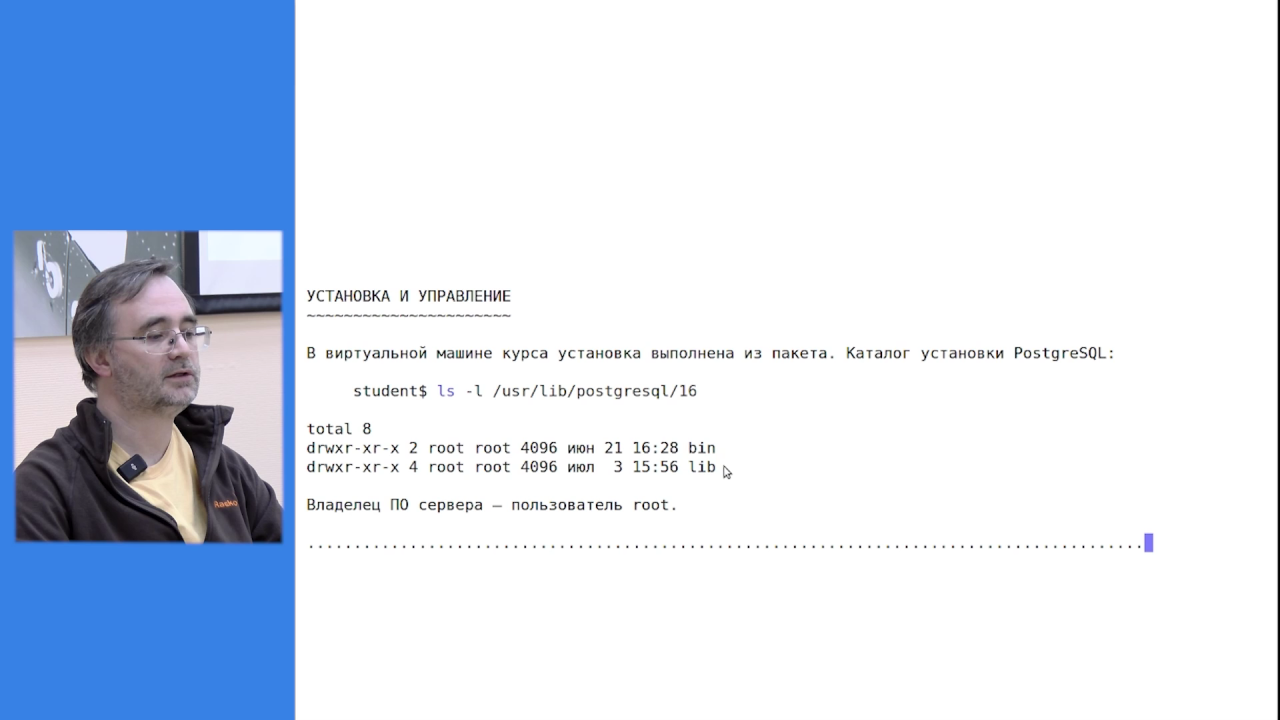 УСТАНОВКА И УПРАВЛЕНИЕ
~~~~~~~~~~~~~~~~~~~~~~
В виртуальной машине курса установка выполнена из пакета. Каталог установки PostgreSQL:
student$ ls -l /usr/lib/postgresql/16
total 8
drwxr-xr-x 2 root root 4096 июн 21 16:28 bin
drwxr-xr-x 4 root root 4096 июл  3 15:56 lib
Владелец ПО сервера — пользователь root.
..........................................................................................